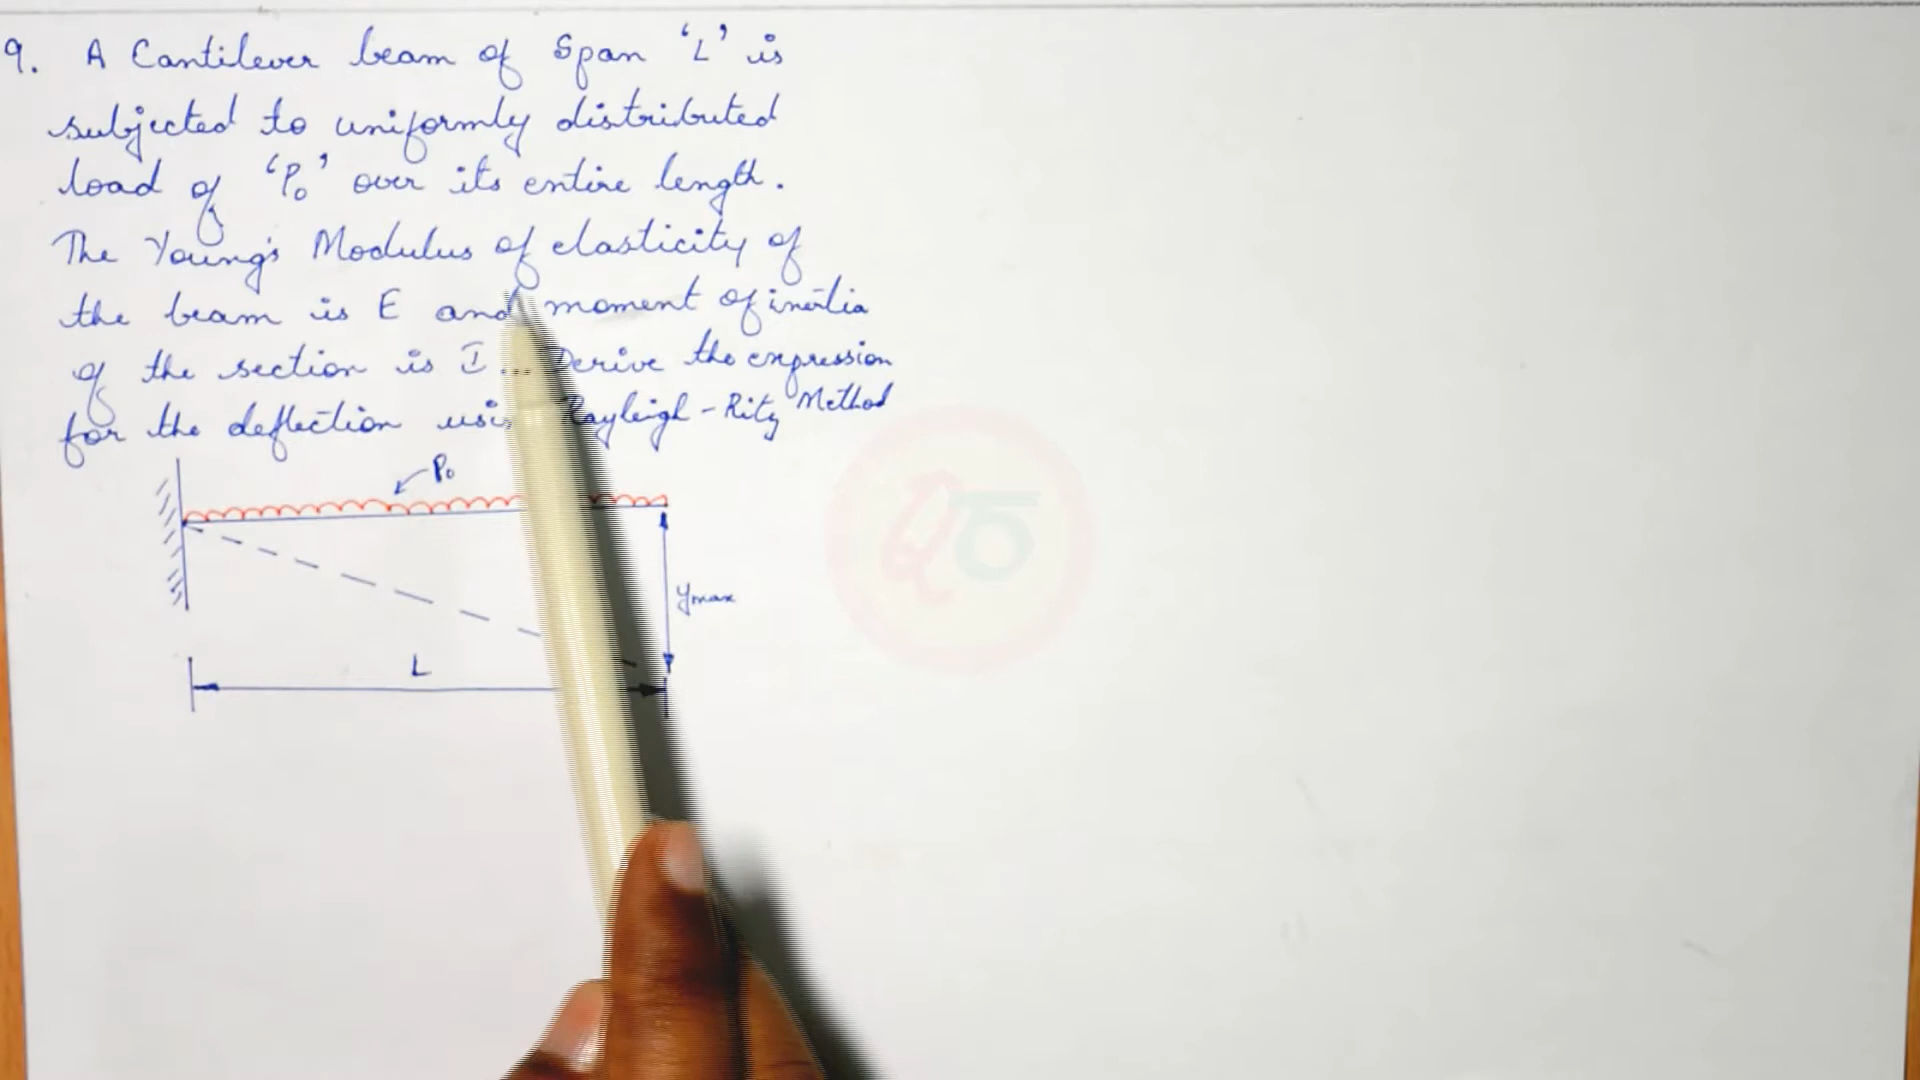 9. A Cantilever beam of Span 'L' is
subjected to uniformly distributed
load of 'P₀' over its entire length.
The Young's Modulus of elasticity of
the beam is E and moment of inertia
of the section is I... Derive the expression
for the deflection Rayleigh-Ritz Method
P₀
ymax
L